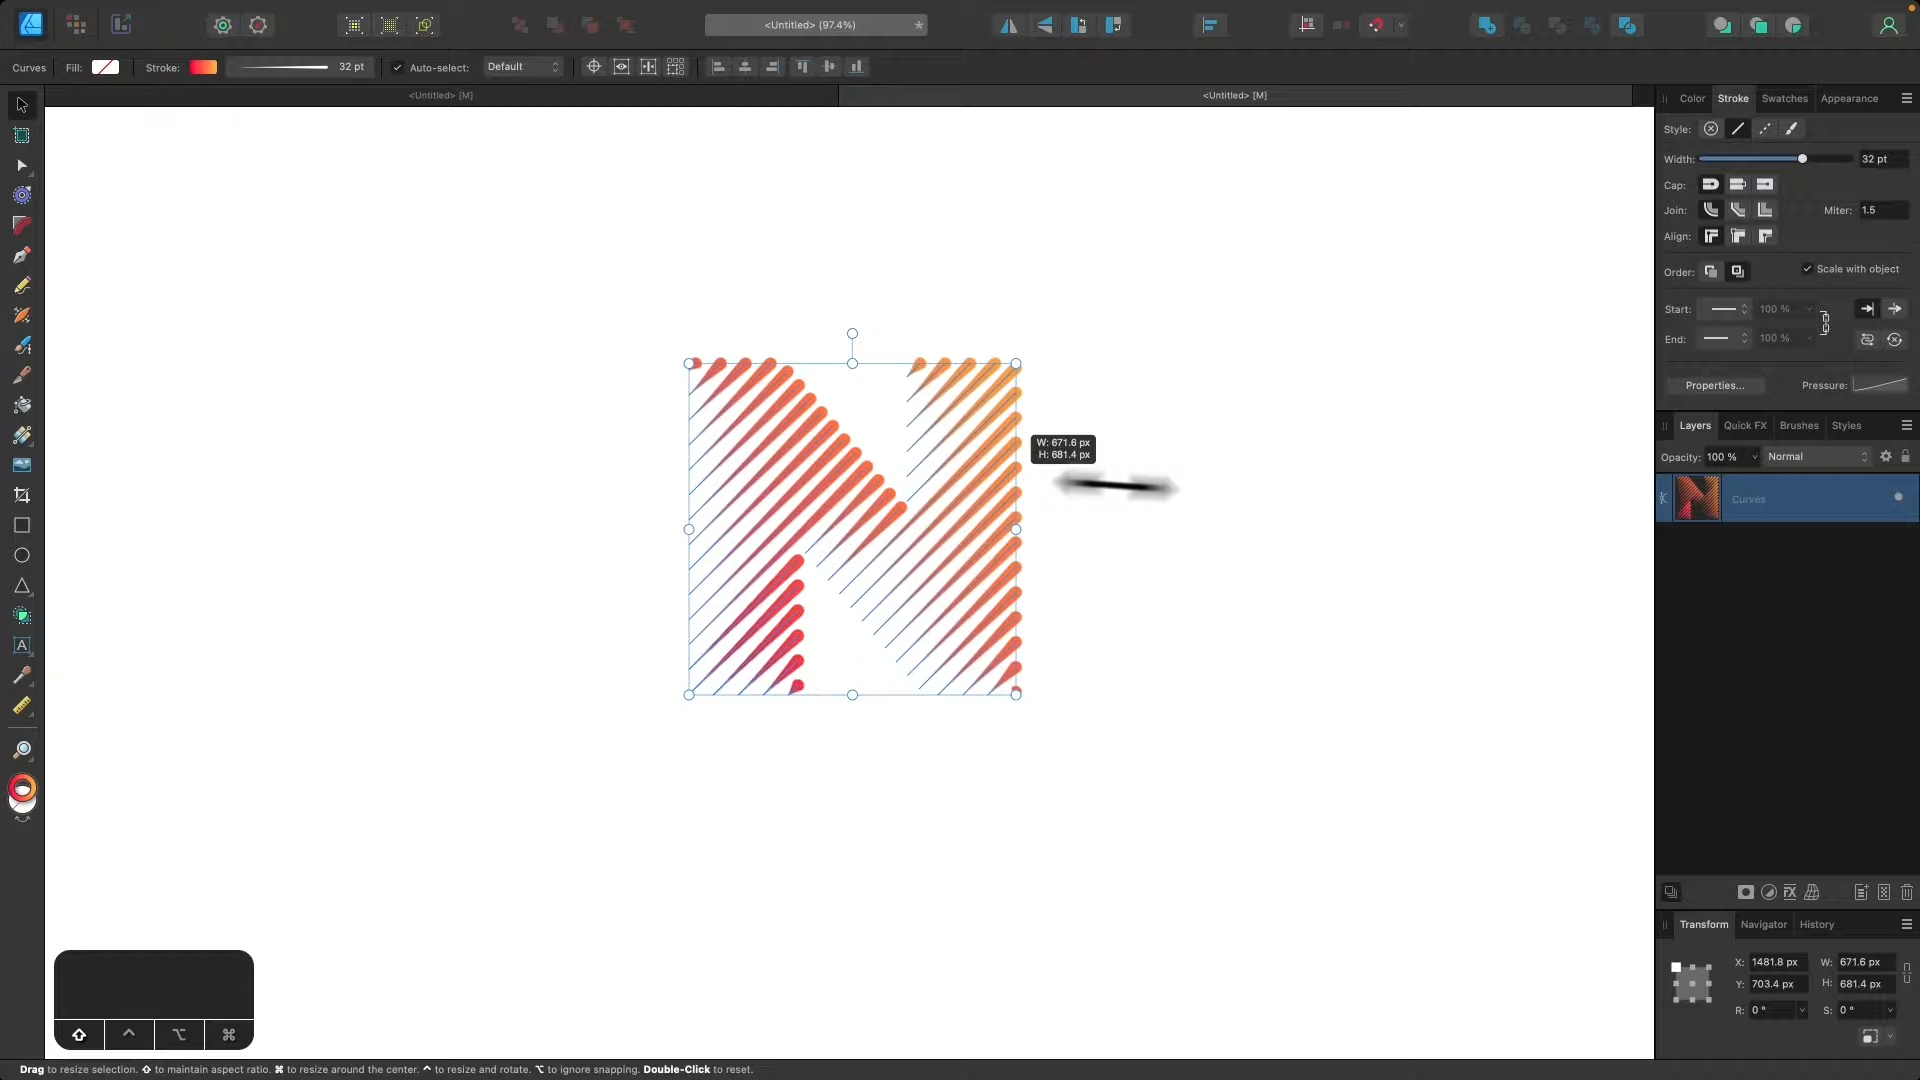 <Untitled> (97.4%)
*
Curves
Fill:
Stroke:
32 pt
Auto-select:
Default
<Untitled> [M]
<Untitled> [M]
Color
Stroke
Swatches
Appearance
Style:
Width:
32 pt
Cap:
Join:
Miter:
1.5
Align:
Order:
Scale with object
Start:
100 %
End:
100 %
Properties...
Pressure:
Layers
Quick FX
Brushes
Styles
Opacity:
100 %
Normal
Curves
W: 671.6 px
H: 681.4 px
Transform
Navigator
History
X: 1481.8 px
W: 671.6 px
Y: 703.4 px
H: 681.4 px
R: 0 °
S: 0 °
Drag to resize selection. ⇧ to maintain aspect ratio. ⌘ to resize around the center. ^ to resize and rotate. ⌥ to ignore snapping. Double-Click to reset.